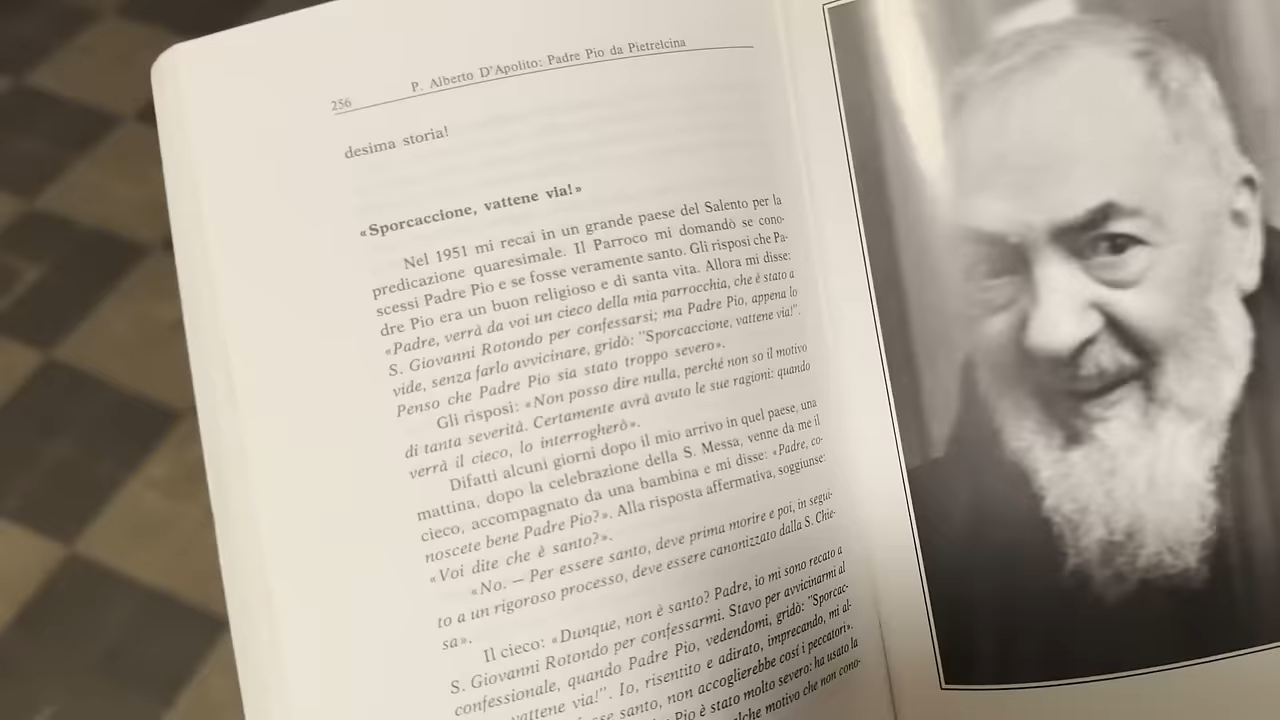 256
P. Alberto D'Apolito: Padre Pio da Pietrelcina
desima storia!
«Sporcaccione, vattene via!»
Nel 1951 mi recai in un grande paese del Salento per la
predicazione quaresimale. Il Parroco mi domandò se cono-
scessi Padre Pio e se fosse veramente santo. Gli risposi che Pa-
dre Pio era un buon religioso e di santa vita. Allora mi disse:
«Padre, verrà da voi un cieco della mia parrocchia, che è stato a
S. Giovanni Rotondo per confessarsi; ma Padre Pio, appena lo
vide, senza farlo avvicinare, gridò: "Sporcaccione, vattene via!".
Penso che Padre Pio sia stato troppo severo».
Gli risposi: «Non posso dire nulla, perché non so il motivo
di tanta severità. Certamente avrà avuto le sue ragioni: quando
verrà il cieco, lo interrogherò».
Difatti alcuni giorni dopo il mio arrivo in quel paese, una
mattina, dopo la celebrazione della S. Messa, venne da me il
cieco, accompagnato da una bambina e mi disse: «Padre, co-
noscete bene Padre Pio?». Alla risposta affermativa, soggiunse:
«Voi dite che è santo?».
«No. — Per essere santo, deve prima morire e poi, in segui-
to a un rigoroso processo, deve essere canonizzato dalla S. Chie-
sa».
Il cieco: «Dunque, non è santo? Padre, io mi sono recato a
S. Giovanni Rotondo per confessarmi. Stavo per avvicinarmi al
confessionale, quando Padre Pio, vedendomi, gridò: "Sporcac-
vattene via!". Io, risentito e adirato, imprecando, mi al-
santo, non accoglierebbe così i peccatori»,
Pio è stato molto severo: ha usato la
motivo che non cono-